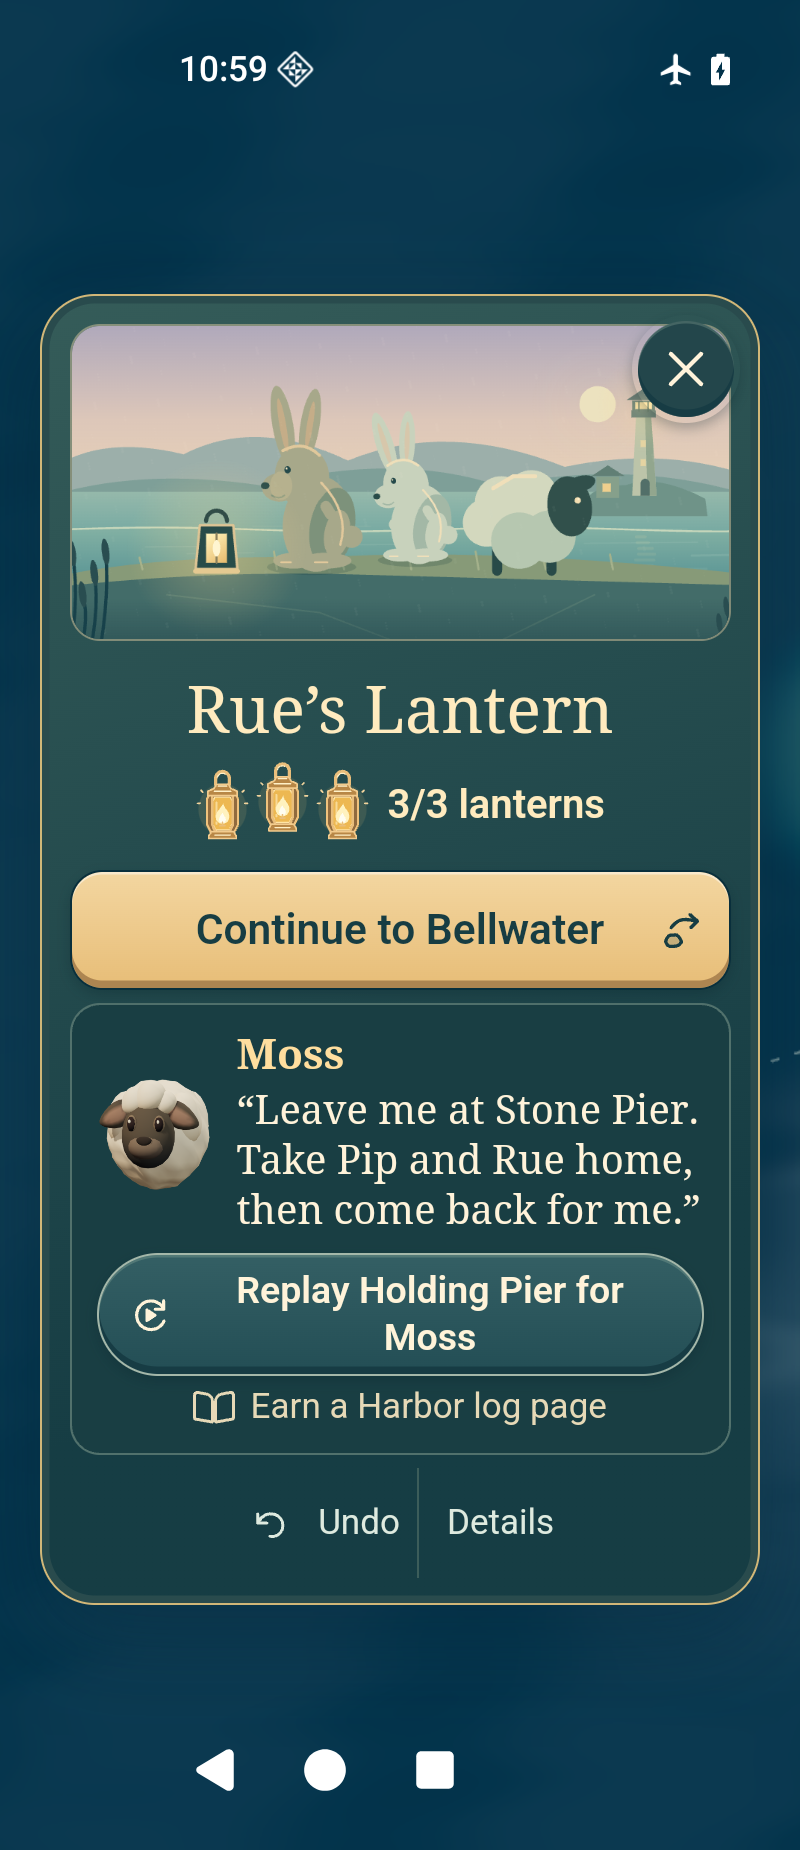 10:59
Rue’s Lantern
3/3 lanterns
Continue to Bellwater
Moss
“Leave me at Stone Pier.
Take Pip and Rue home,
then come back for me.”
Replay Holding Pier for
Moss
Earn a Harbor log page
Undo
Details